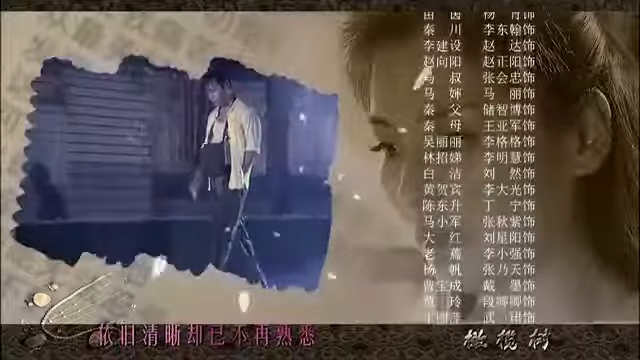 秦 川 李东翰饰
李建设 赵 达饰
赵向阳 赵正阳饰
马 叔 张会忠饰
马 婶 马 丽饰
秦 父 储智博饰
秦 母 王亚军饰
吴丽丽 李格格饰
林招娣 李明慧饰
白 洁 刘 然饰
黄贺宾 李大光饰
陈东升 丁 宁饰
马小军 张秋紫饰
大 红 刘星阳饰
老 蔫 李小强饰
杨 帆 张乃天饰
曹宝成 戴 墨饰
董 玲 段卿卿饰
依旧清晰却已不再熟悉
橄榄树